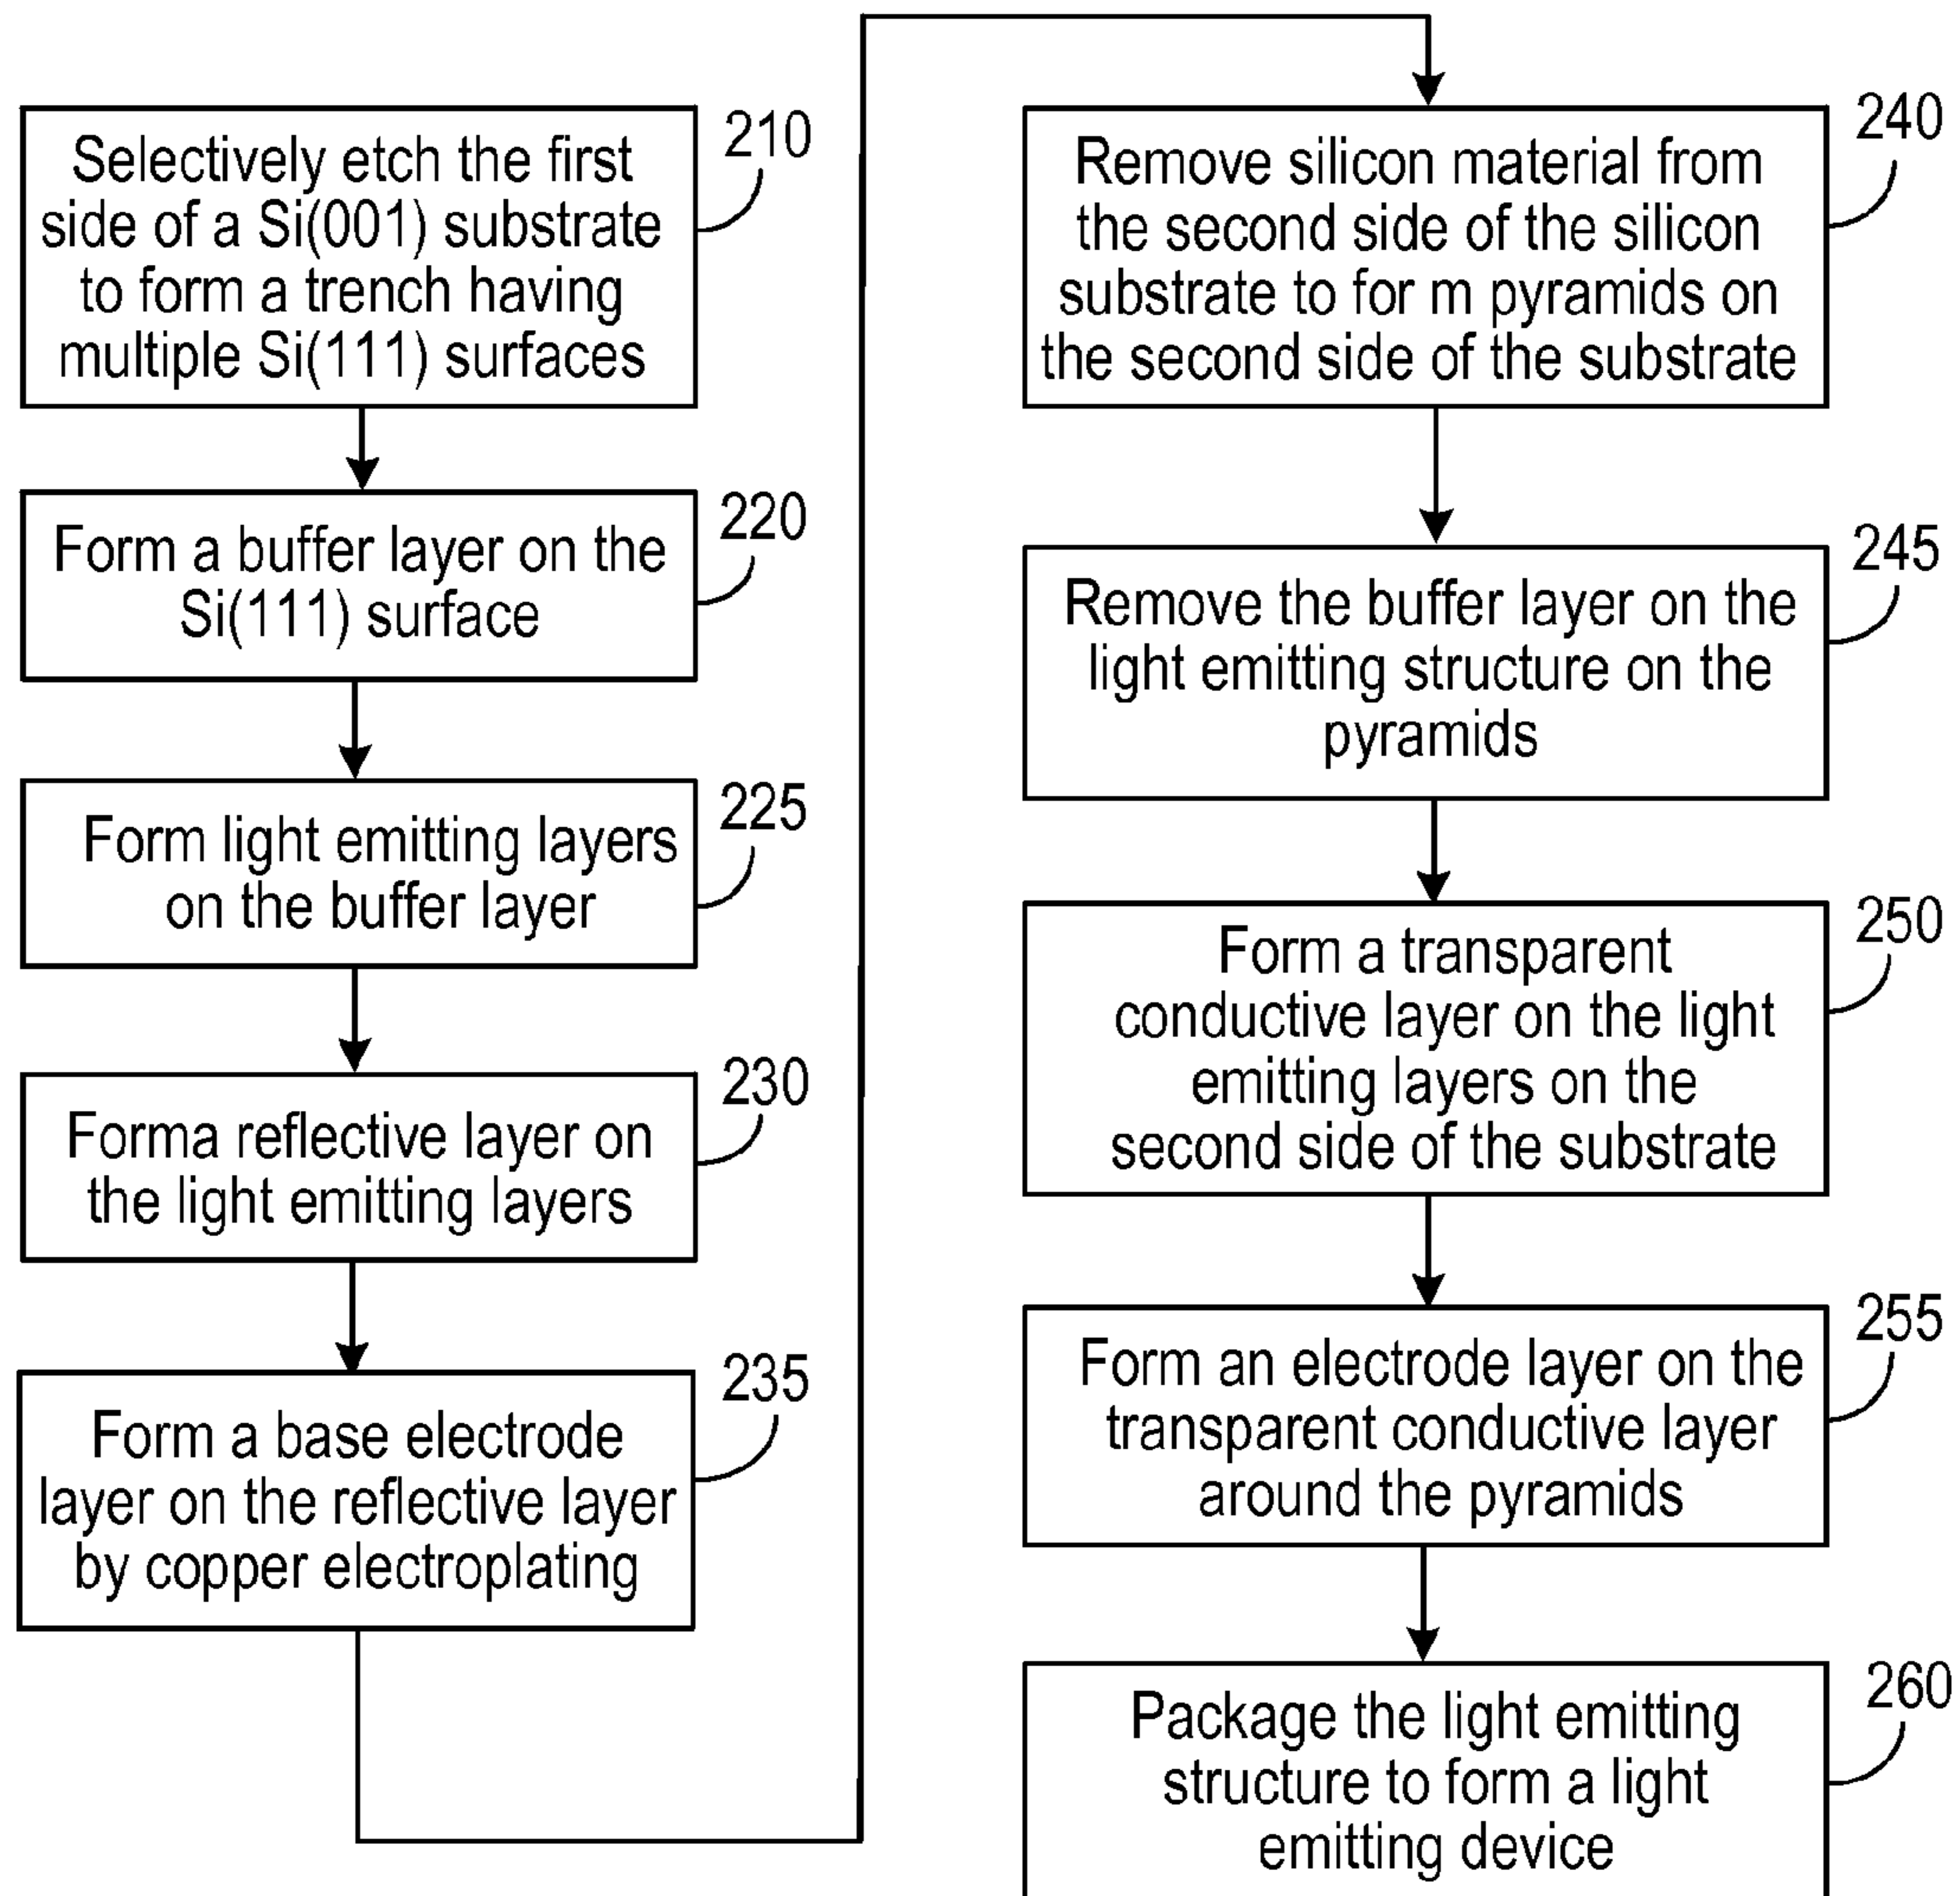 Selectively etch the first
side of a Si(001) substrate
to form a trench having
multiple Si(111) surfaces
210
Form a buffer layer on the
Si(111) surface
220
Form light emitting layers
on the buffer layer
225
Forma reflective layer on
the light emitting layers
230
Form a base electrode
layer on the reflective layer
by copper electroplating
235
Remove silicon material from
the second side of the silicon
substrate to for m pyramids on
the second side of the substrate
240
Remove the buffer layer on the
light emitting structure on the
pyramids
245
Form a transparent
conductive layer on the light
emitting layers on the
second side of the substrate
250
Form an electrode layer on the
transparent conductive layer
around the pyramids
255
Package the light emitting
structure to form a light
emitting device
260